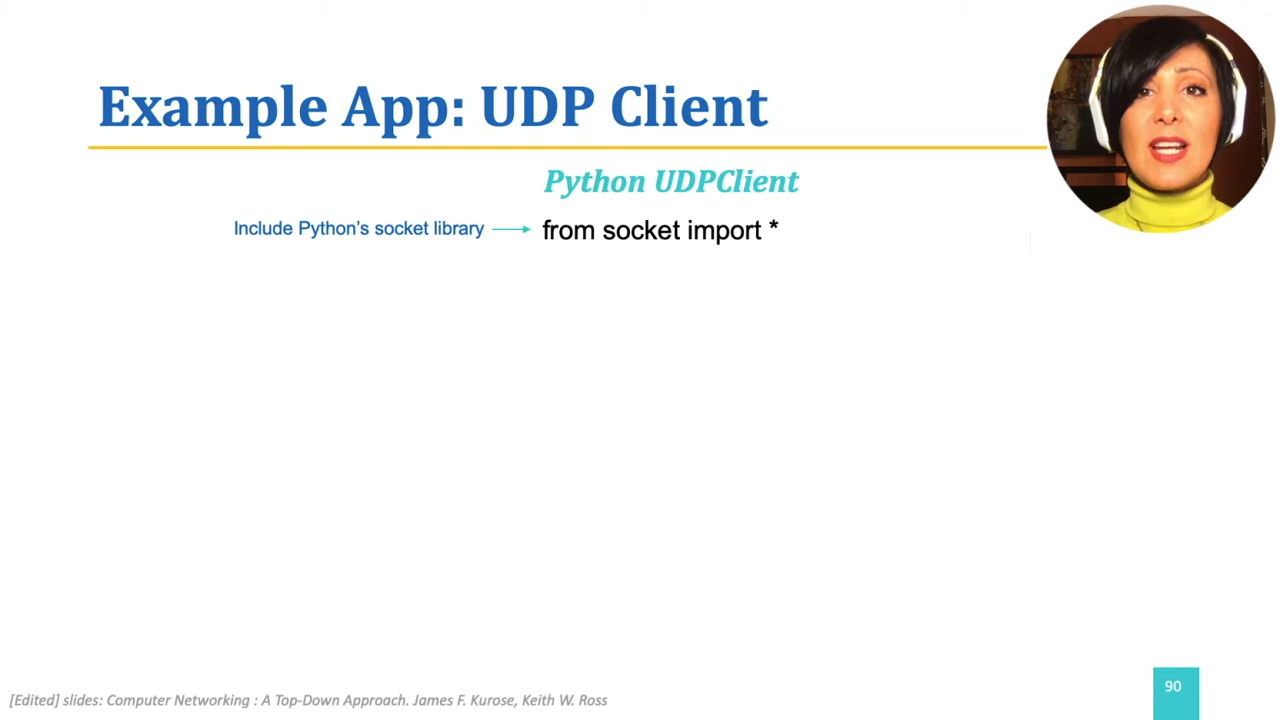 Example App: UDP Client
Python UDPClient
Include Python’s socket library
from socket import *
[Edited] slides: Computer Networking : A Top-Down Approach. James F. Kurose, Keith W. Ross
90